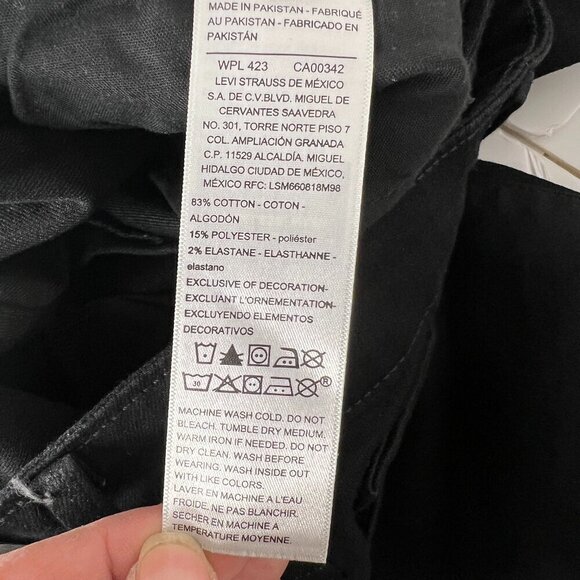 MADE IN PAKISTAN - FABRIQUÉ
AU PAKISTAN - FABRICADO EN
PAKISTÁN
WPL 423 CA00342
LEVI STRAUSS DE MÉXICO
S.A. DE C.V.BLVD. MIGUEL DE
CERVANTES SAAVEDRA
NO. 301, TORRE NORTE PISO 7
COL. AMPLIACIÓN GRANADA
C.P. 11529 ALCALDÍA. MIGUEL
HIDALGO CIUDAD DE MÉXICO,
MÉXICO RFC: LSM660818M98
83% COTTON - COTON -
ALGODÓN
15% POLYESTER - poliéster
2% ELASTANE - ELASTHANNE -
elastano
EXCLUSIVE OF DECORATION-
EXCLUANT L'ORNEMENTATION-
EXCLUYENDO ELEMENTOS
DECORATIVOS
30 ®
MACHINE WASH COLD. DO NOT
BLEACH. TUMBLE DRY MEDIUM.
WARM IRON IF NEEDED. DO NOT
DRY CLEAN. WASH BEFORE
WEARING. WASH INSIDE OUT
WITH LIKE COLORS.
LAVER EN MACHINE A L'EAU
FROIDE. NE PAS BLANCHIR.
SÉCHER EN MACHINE A
TEMPÉRATURE MOYENNE.